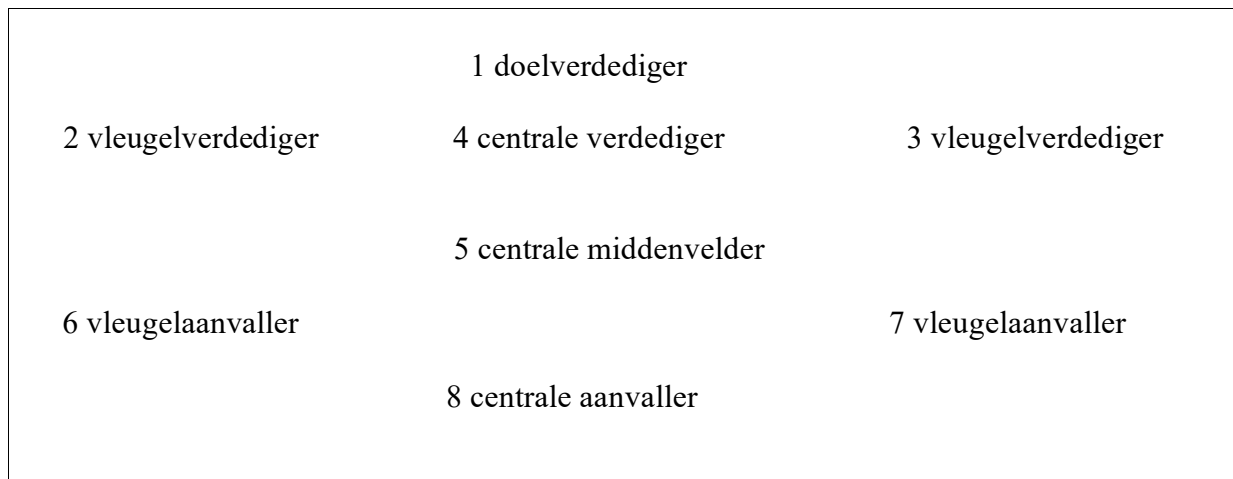 1 doelverdediger
2 vleugelverdediger 4 centrale verdediger 3 vleugelverdediger
5 centrale middenvelder
6 vleugelaanvaller 7 vleugelaanvaller
8 centrale aanvaller